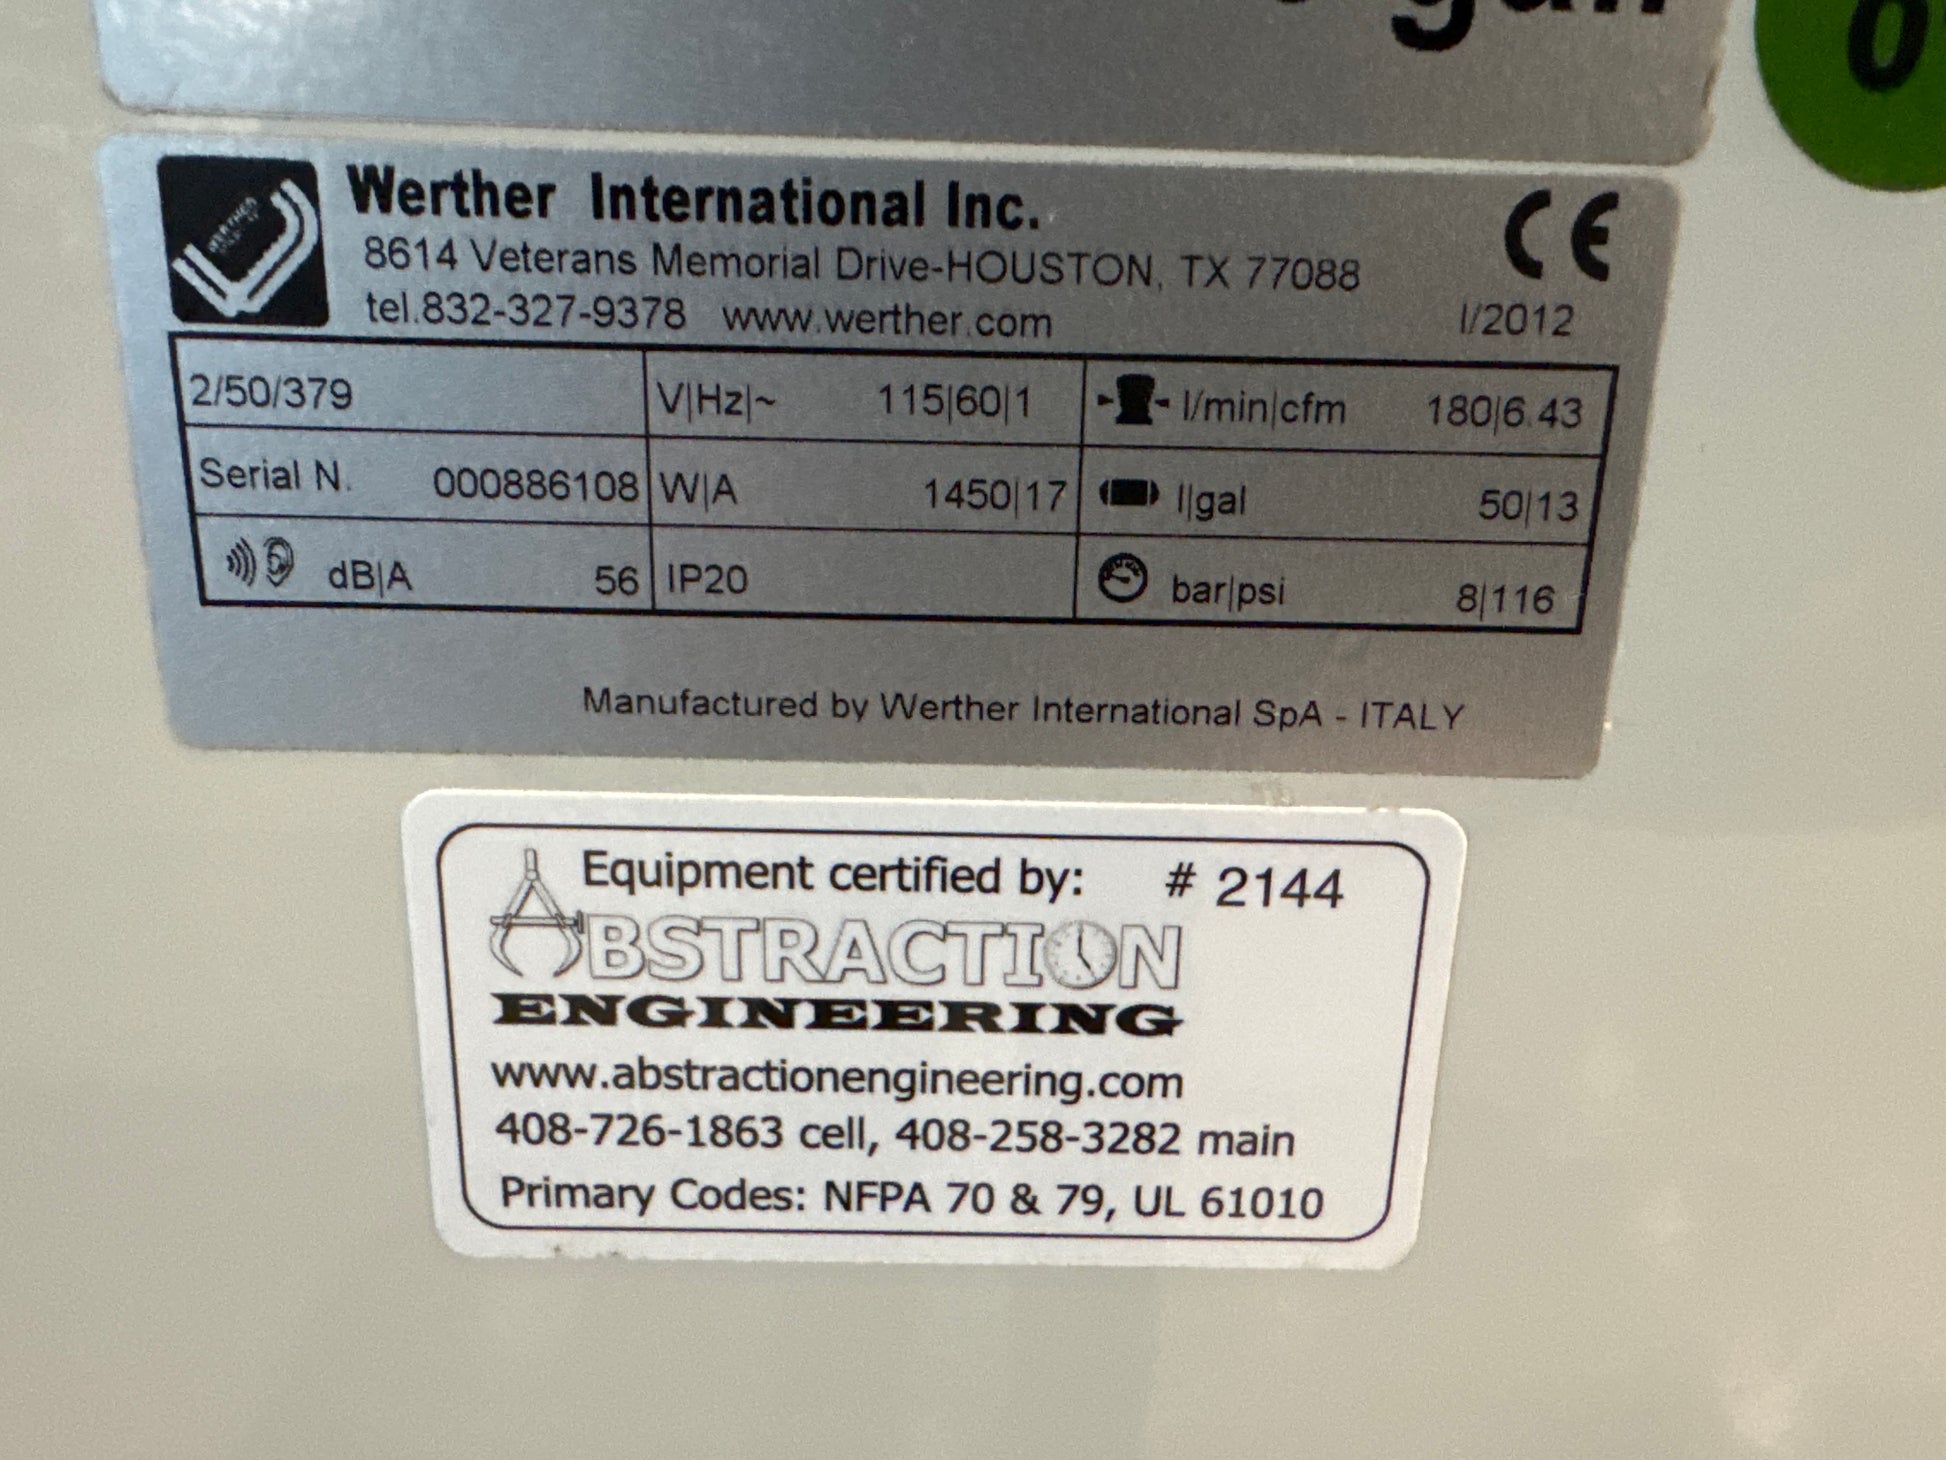 gall
0
Werther International Inc.
CE
8614 Veterans Memorial Drive-HOUSTON, TX 77088
tel.832-327-9378 www.werther.com
I/2012
2/50/379 V|Hz|~ 115|60|1 l/min|cfm 180|6.43
Serial N. 000886108 W|A 1450|17 l|gal 50|13
dB|A 56 IP20 bar|psi 8|116
Manufactured by Werther International SpA - ITALY
Equipment certified by: # 2144
ABSTRACTION
ENGINEERING
www.abstractionengineering.com
408-726-1863 cell, 408-258-3282 main
Primary Codes: NFPA 70 & 79, UL 61010